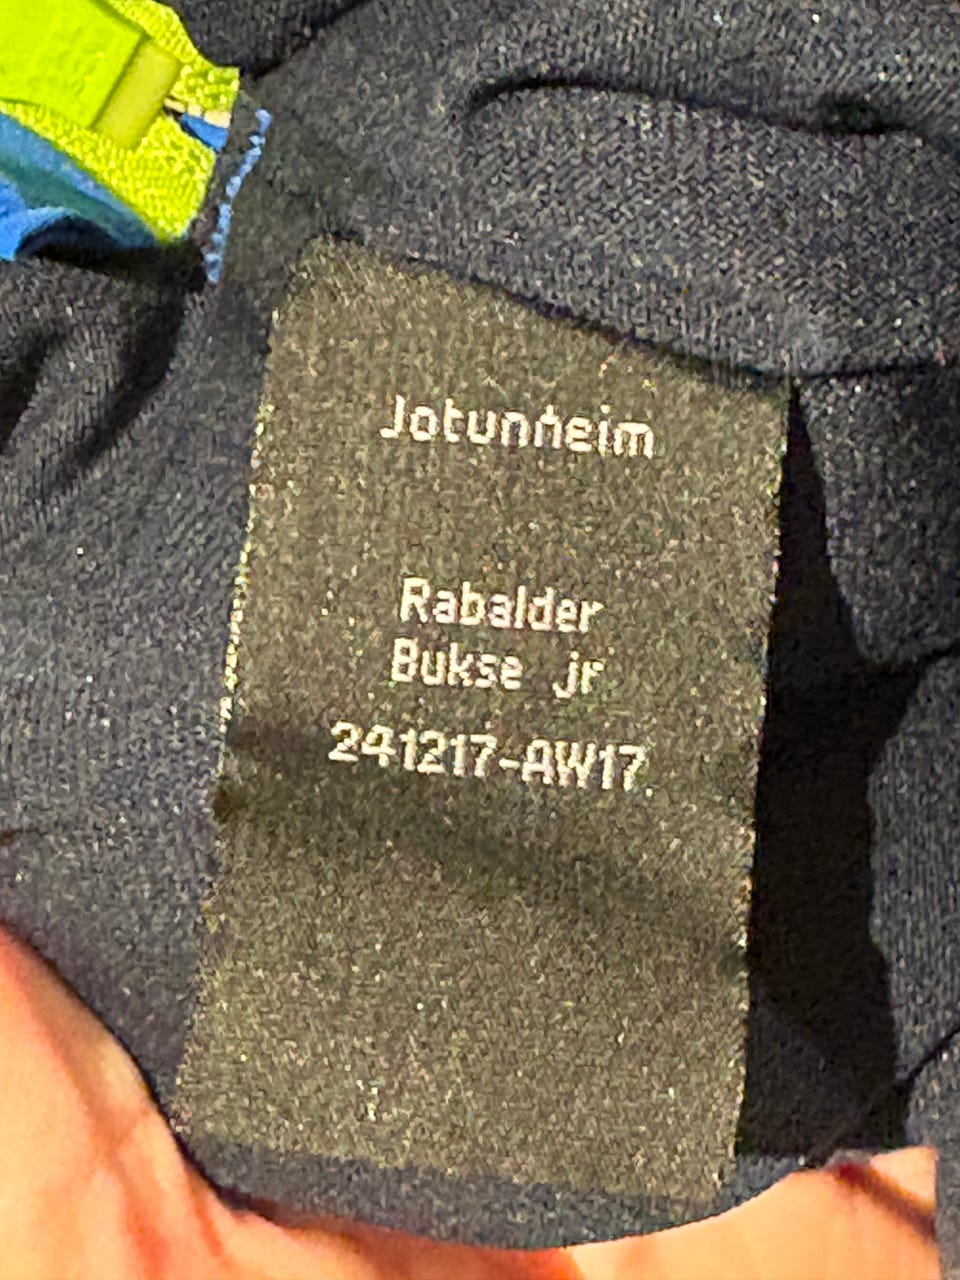 Jotunheim
Rabalder
Bukse jr
241217-AW17